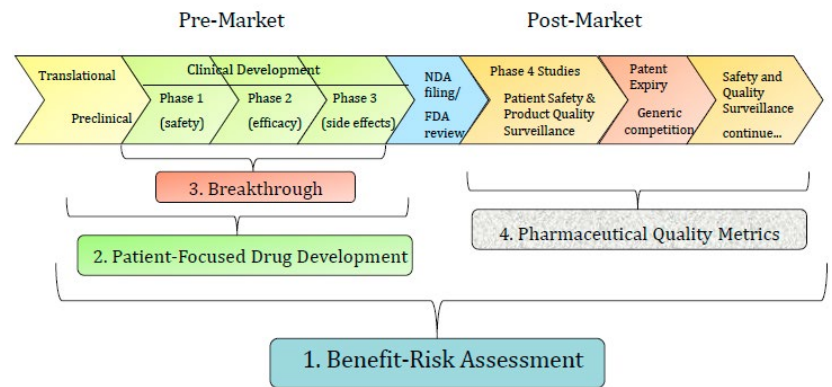 Pre-Market
Post-Market
Translational
Preclinical
Clinical Development
Phase 1
(safety)
Phase 2
(efficacy)
Phase 3
(side effects)
NDA
filing/
FDA
review
Phase 4 Studies
Patient Safety &
Product Quality
Surveillance
Patent
Expiry
Generic
competition
Safety and
Quality
Surveillance
continue...
3. Breakthrough
2. Patient-Focused Drug Development
4. Pharmaceutical Quality Metrics
1. Benefit-Risk Assessment